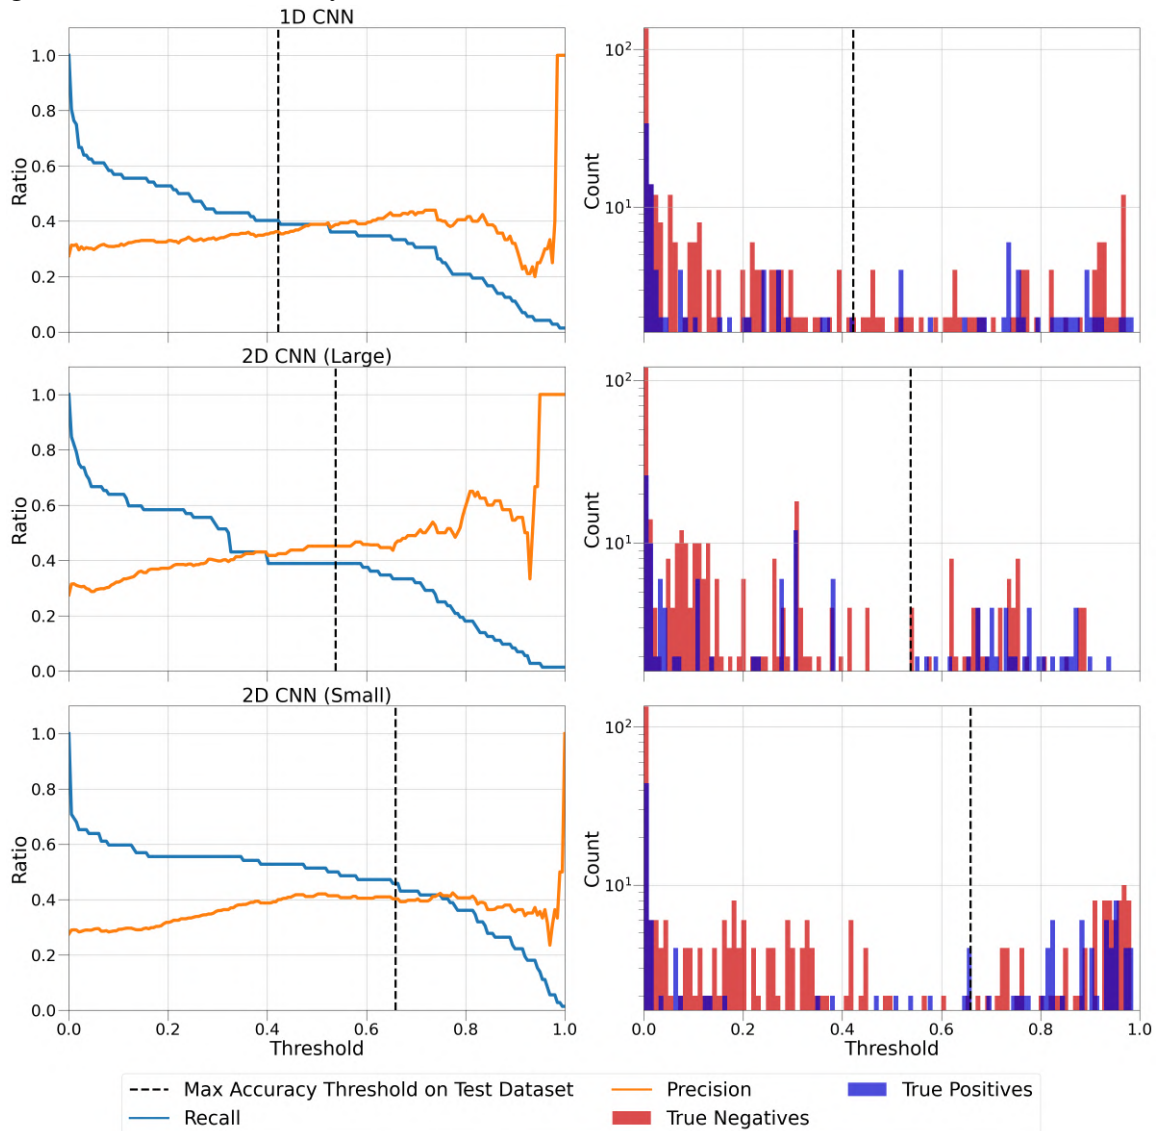 1D CNN
1.0
0.8
0.6
0.4
0.2
0.0
Ratio
10²
10¹
Count
2D CNN (Large)
1.0
0.8
0.6
0.4
0.2
0.0
Ratio
10²
10¹
Count
2D CNN (Small)
1.0
0.8
0.6
0.4
0.2
0.0
Ratio
0.0 0.2 0.4 0.6 0.8 1.0
Threshold
10²
10¹
Count
0.0 0.2 0.4 0.6 0.8 1.0
Threshold
Max Accuracy Threshold on Test Dataset
Recall
Precision
True Negatives
True Positives